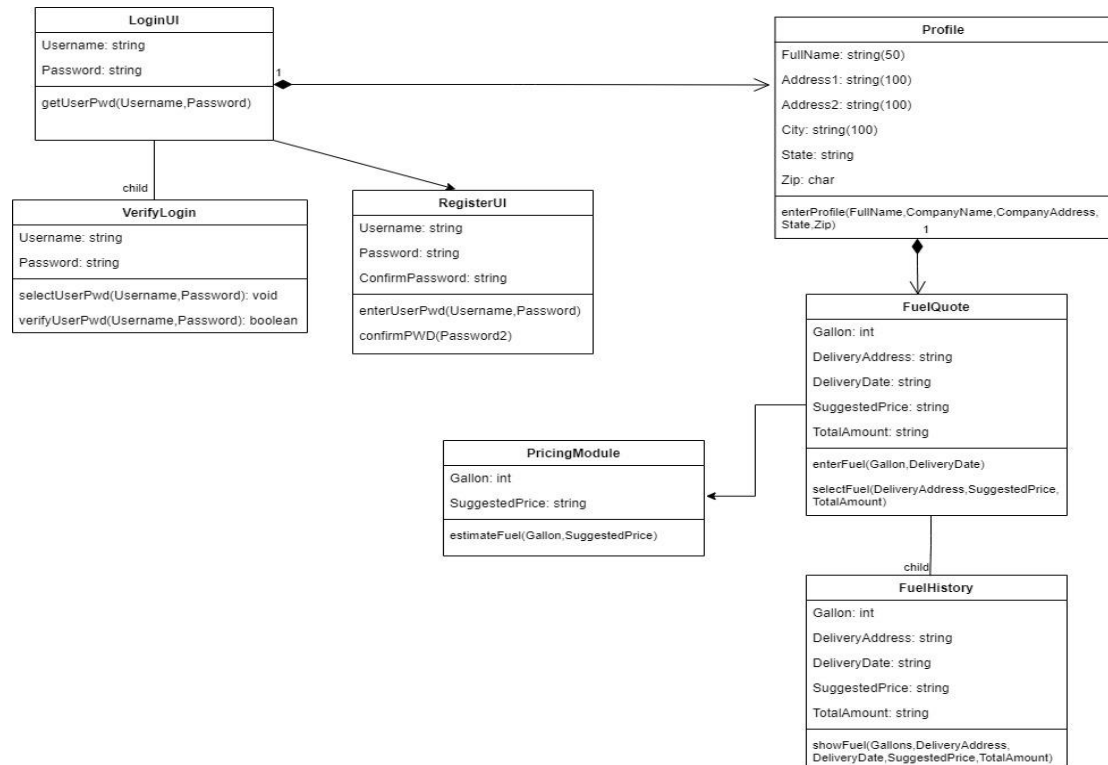 LoginUI
Username: string
Password: string
getUserPwd(Username,Password)
1
child
VerifyLogin
Username: string
Password: string
selectUserPwd(Username,Password): void
verifyUserPwd(Username,Password): boolean
RegisterUI
Username: string
Password: string
ConfirmPassword: string
enterUserPwd(Username,Password)
confirmPWD(Password2)
Profile
FullName: string(50)
Address1: string(100)
Address2: string(100)
City: string(100)
State: string
Zip: char
enterProfile(FullName,CompanyName,CompanyAddress,
State,Zip)
1
FuelQuote
Gallon: int
DeliveryAddress: string
DeliveryDate: string
SuggestedPrice: string
TotalAmount: string
enterFuel(Gallon,DeliveryDate)
selectFuel(DeliveryAddress,SuggestedPrice,
TotalAmount)
PricingModule
Gallon: int
SuggestedPrice: string
estimateFuel(Gallon,SuggestedPrice)
child
FuelHistory
Gallon: int
DeliveryAddress: string
DeliveryDate: string
SuggestedPrice: string
TotalAmount: string
showFuel(Gallons,DeliveryAddress,
DeliveryDate,SuggestedPrice,TotalAmount)